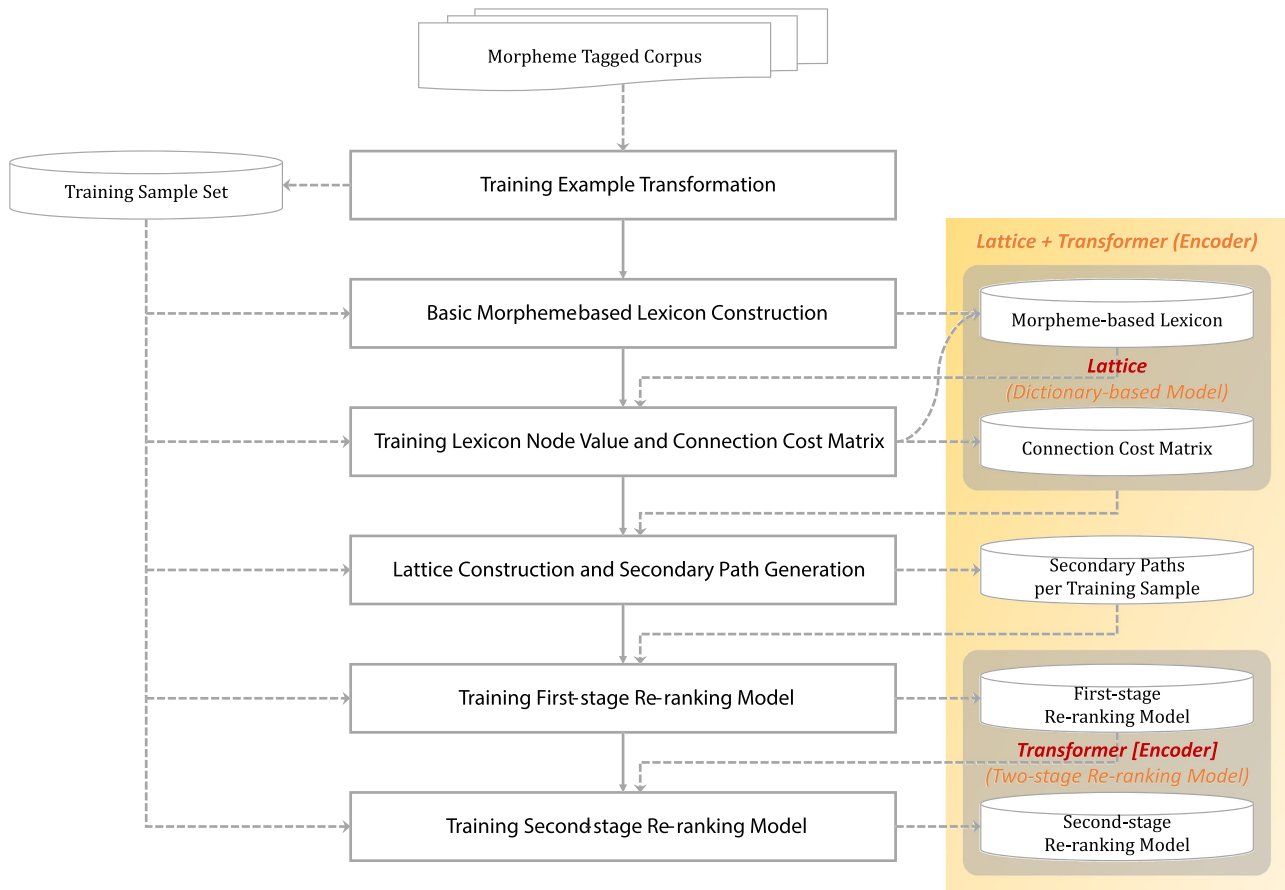 Morpheme Tagged Corpus
Training Sample Set
Training Example Transformation
Lattice + Transformer (Encoder)
Basic Morphemebased Lexicon Construction
Morpheme-based Lexicon
Lattice
(Dictionary-based Model)
Training Lexicon Node Value and Connection Cost Matrix
Connection Cost Matrix
Lattice Construction and Secondary Path Generation
Secondary Paths
per Training Sample
Training First-stage Re-ranking Model
First-stage
Re-ranking Model
Transformer [Encoder]
(Two-stage Re-ranking Model)
Training Second-stage Re-ranking Model
Second-stage
Re-ranking Model